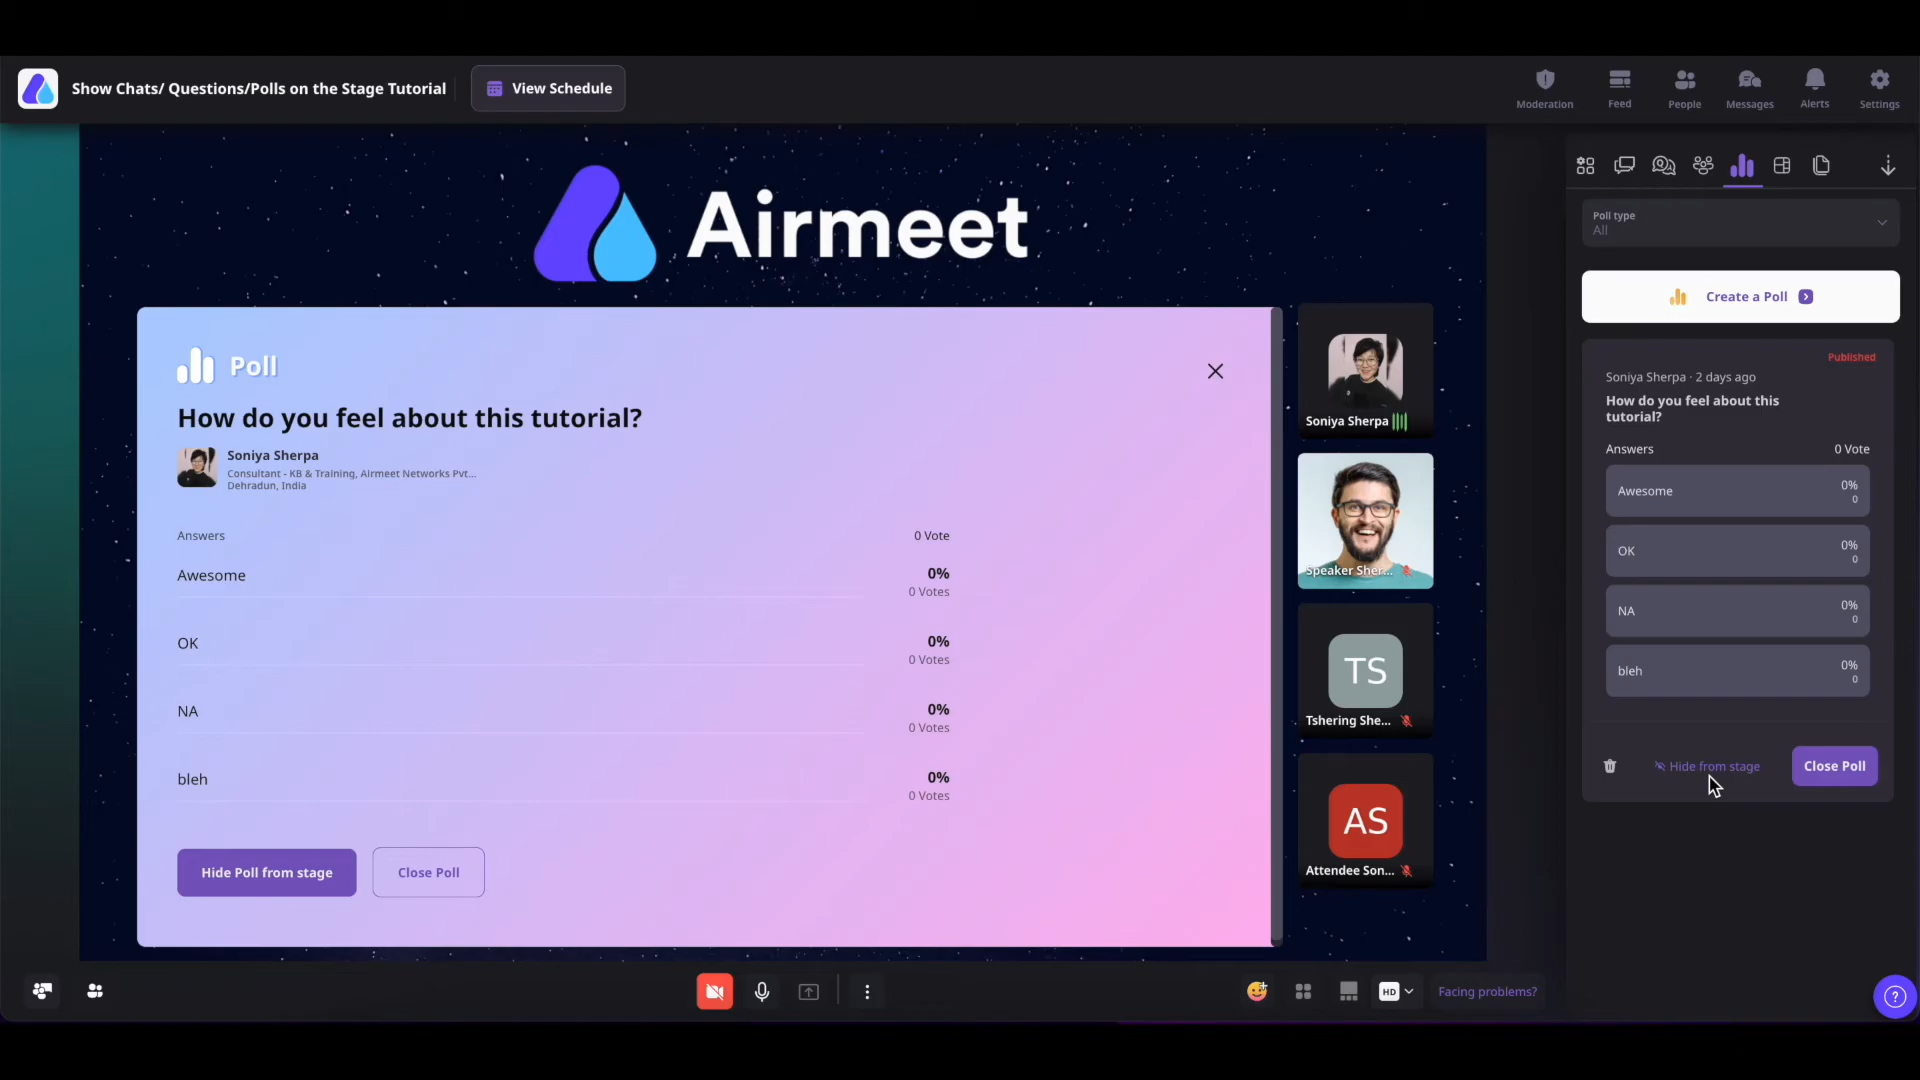 Show Chats/ Questions/Polls on the Stage Tutorial
View Schedule
Moderation
Feed
People
Messages
Alerts
Settings
Airmeet
Poll
How do you feel about this tutorial?
Soniya Sherpa
Consultant - KB & Training, Airmeet Networks Pvt...
Dehradun, India
Answers
0 Vote
Awesome
0%
0 Votes
OK
0%
0 Votes
NA
0%
0 Votes
bleh
0%
0 Votes
Hide Poll from stage
Close Poll
Soniya Sherpa
Speaker Sher...
TS
Tshering She...
AS
Attendee Son...
Poll type
All
Create a Poll
Published
Soniya Sherpa · 2 days ago
How do you feel about this
tutorial?
Answers
0 Vote
Awesome
0%
0
OK
0%
0
NA
0%
0
bleh
0%
0
Hide from stage
Close Poll
HD
Facing problems?
?